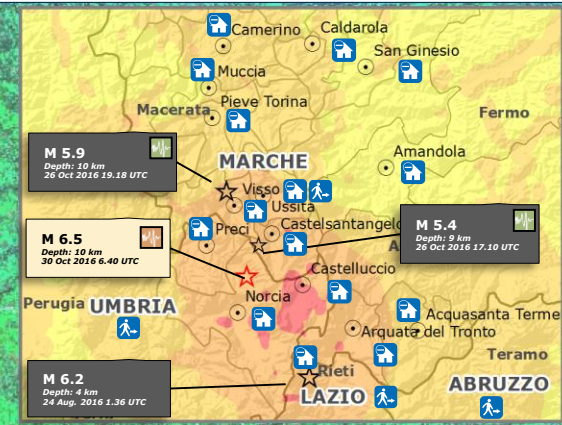 Camerino
Caldarola
San Ginesio
Muccia
Macerata
Pieve Torina
Fermo
M 5.9
Depth: 10 km
26 Oct 2016 19.18 UTC
MARCHE
Amandola
Visso
Ussita
M 5.4
Depth: 9 km
26 Oct 2016 17.10 UTC
Preci
Castelsantangelo
M 6.5
Depth: 10 km
30 Oct 2016 6.40 UTC
Castelluccio
Perugia
UMBRIA
Norcia
Acquasanta Terme
Arquata del Tronto
Teramo
M 6.2
Depth: 4 km
24 Aug. 2016 1.36 UTC
Rieti
LAZIO
ABRUZZO